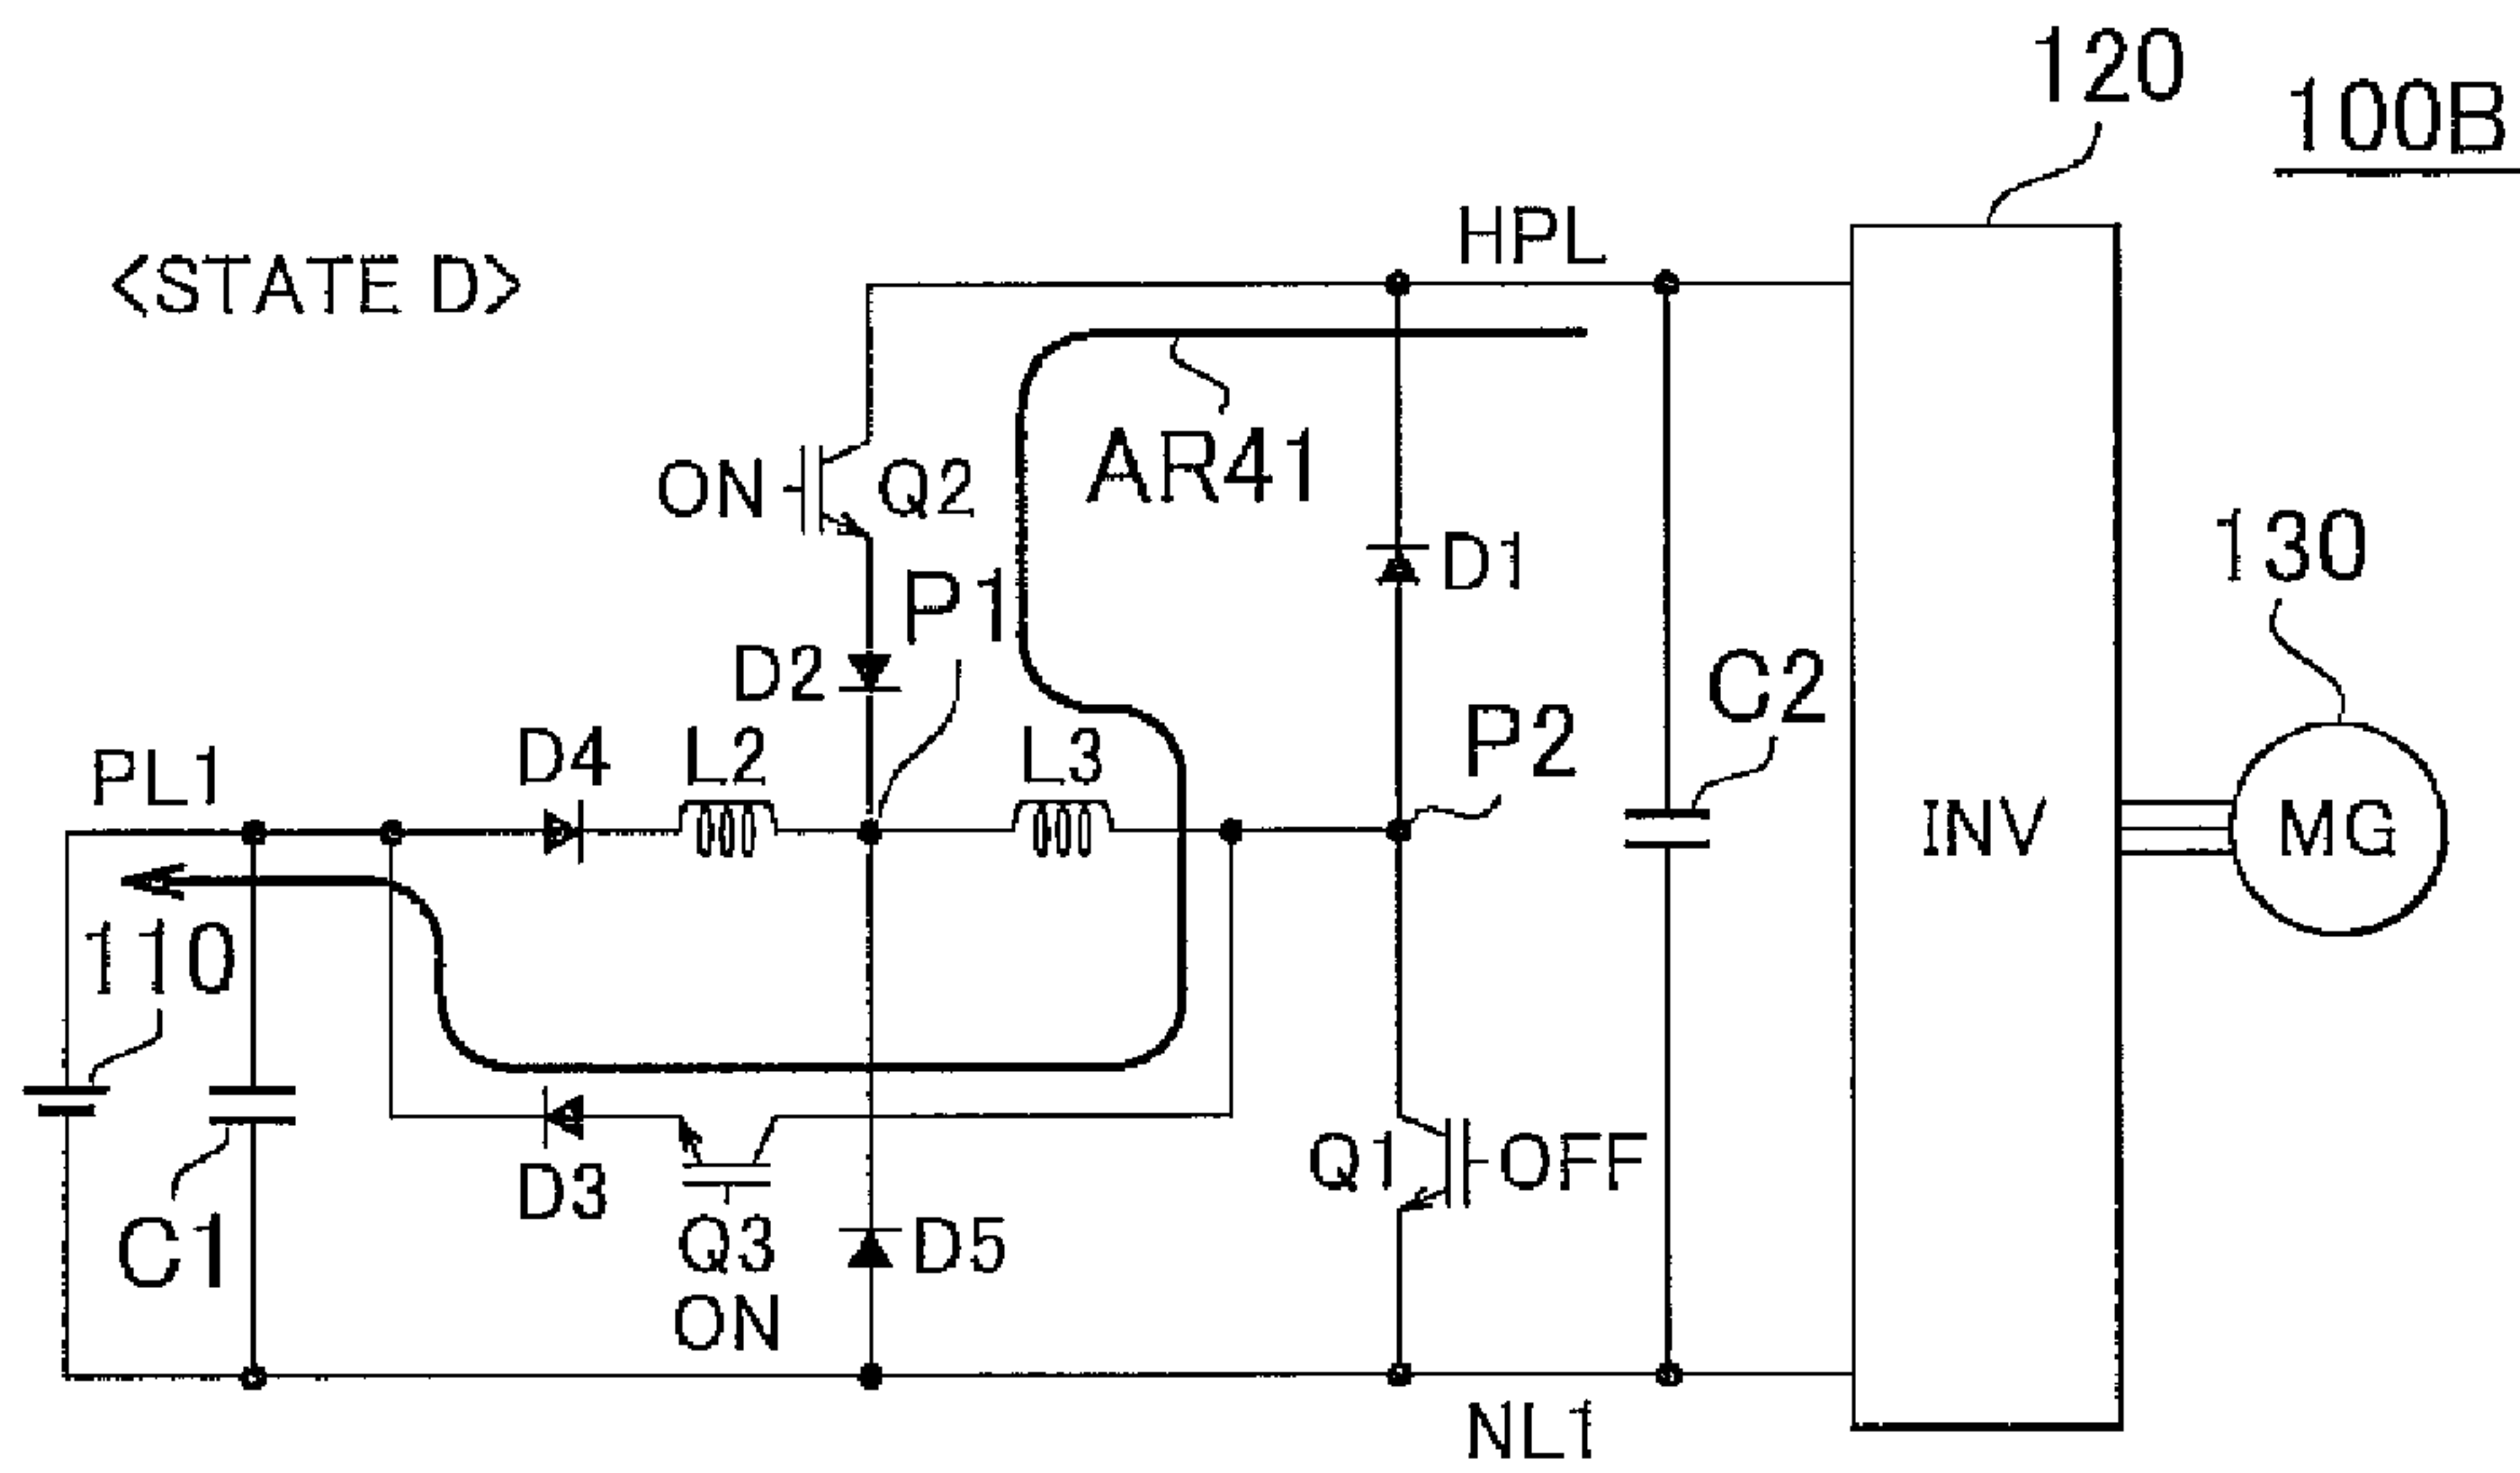 120
100B
HPL
<STATE D>
AR41
ON
Q2
D1
130
P1
D2
C2
P2
D4
L2
L3
PL1
INV
MG
110
Q1
OFF
D3
C1
Q3
D5
ON
NL1